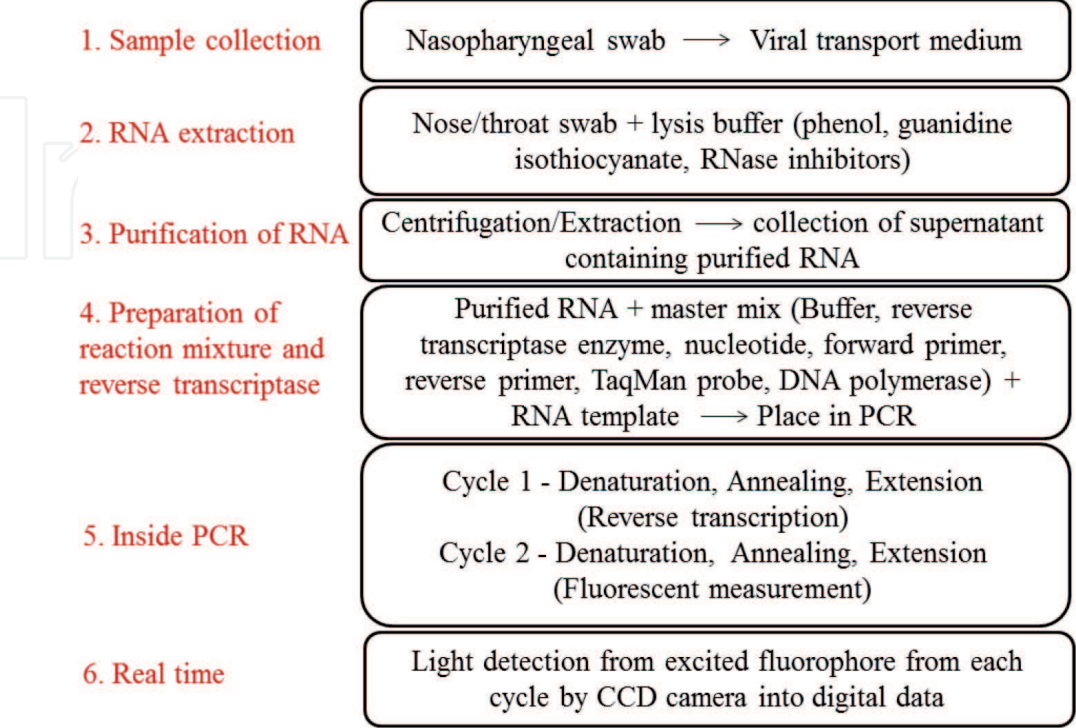 1. Sample collection
Nasopharyngeal swab ⟶ Viral transport medium
2. RNA extraction
Nose/throat swab + lysis buffer (phenol, guanidine
isothiocyanate, RNase inhibitors)
3. Purification of RNA
Centrifugation/Extraction ⟶ collection of supernatant
containing purified RNA
4. Preparation of
reaction mixture and
reverse transcriptase
Purified RNA + master mix (Buffer, reverse
transcriptase enzyme, nucleotide, forward primer,
reverse primer, TaqMan probe, DNA polymerase) +
RNA template ⟶ Place in PCR
5. Inside PCR
Cycle 1 - Denaturation, Annealing, Extension
(Reverse transcription)
Cycle 2 - Denaturation, Annealing, Extension
(Fluorescent measurement)
6. Real time
Light detection from excited fluorophore from each
cycle by CCD camera into digital data